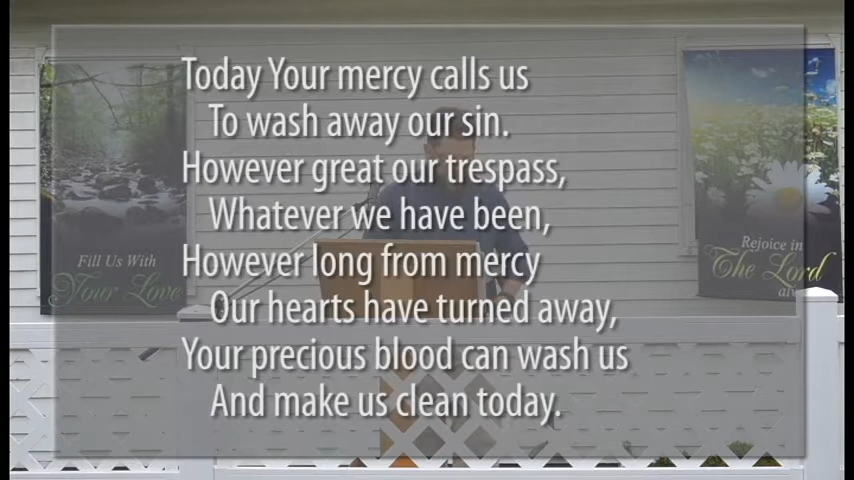 Today Your mercy calls us
To wash away our sin.
However great our trespass,
Whatever we have been,
However long from mercy
Our hearts have turned away,
Your precious blood can wash us
And make us clean today.
Fill Us With
Your Love
Rejoice in
The Lord